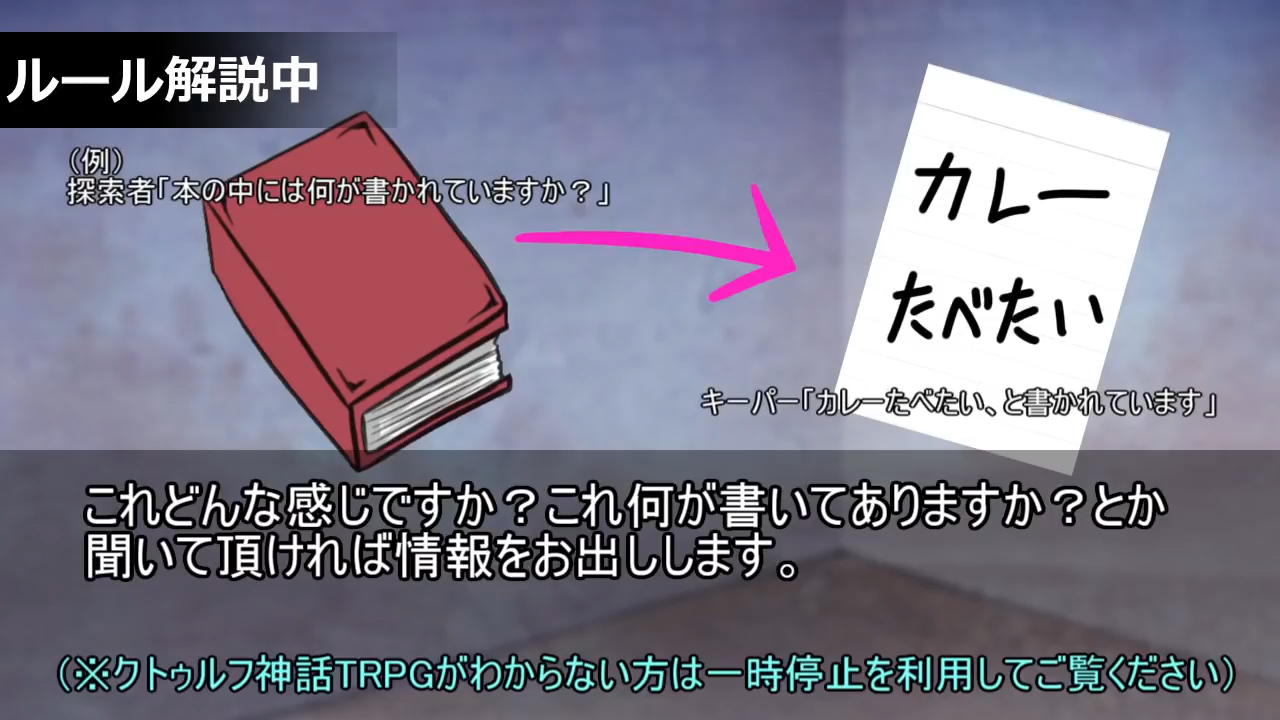 ルール解説中
（例）
探索者「本の中には何が書かれていますか？」
カレー
たべたい
キーパー「カレーたべたい、と書かれています」
これどんな感じですか？これ何が書いてありますか？とか
聞いて頂ければ情報をお出しします。
（※クトゥルフ神話TRPGがわからない方は一時停止を利用してご覧ください）